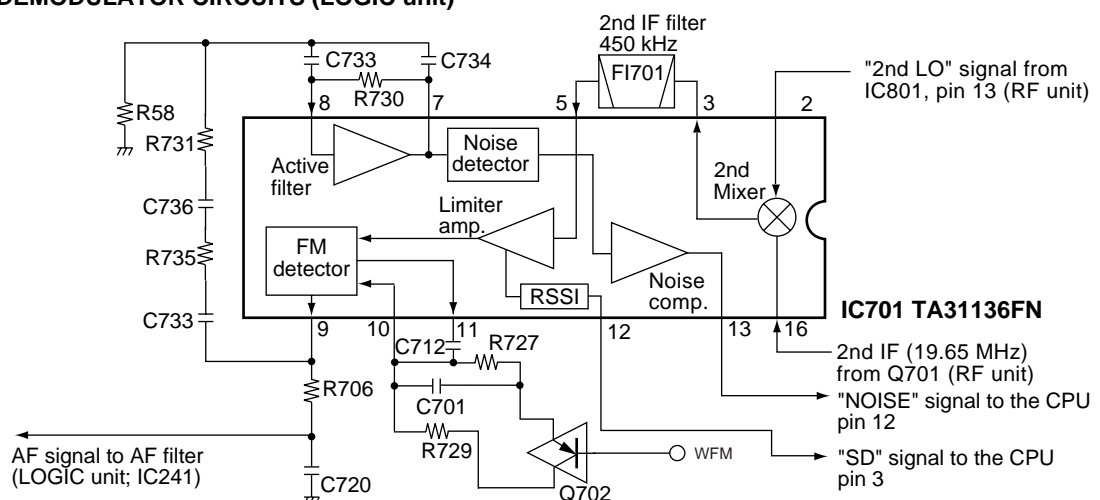 DEMODULATOR CIRCUITS (LOGIC unit)
2nd IF filter
450 kHz
FI701
"2nd LO" signal from
IC801, pin 13 (RF unit)
C733
C734
R730
R58
8
7
5
3
2
R731
Active
filter
Noise
detector
2nd
Mixer
C736
Limiter
amp.
R735
FM
detector
RSSI
Noise
comp.
C733
IC701 TA31136FN
9
10
11
12
13
16
C712
R727
2nd IF (19.65 MHz)
from Q701 (RF unit)
R706
C701
"NOISE" signal to the CPU
pin 12
R729
WFM
AF signal to AF filter
(LOGIC unit; IC241)
C720
Q702
"SD" signal to the CPU
pin 3